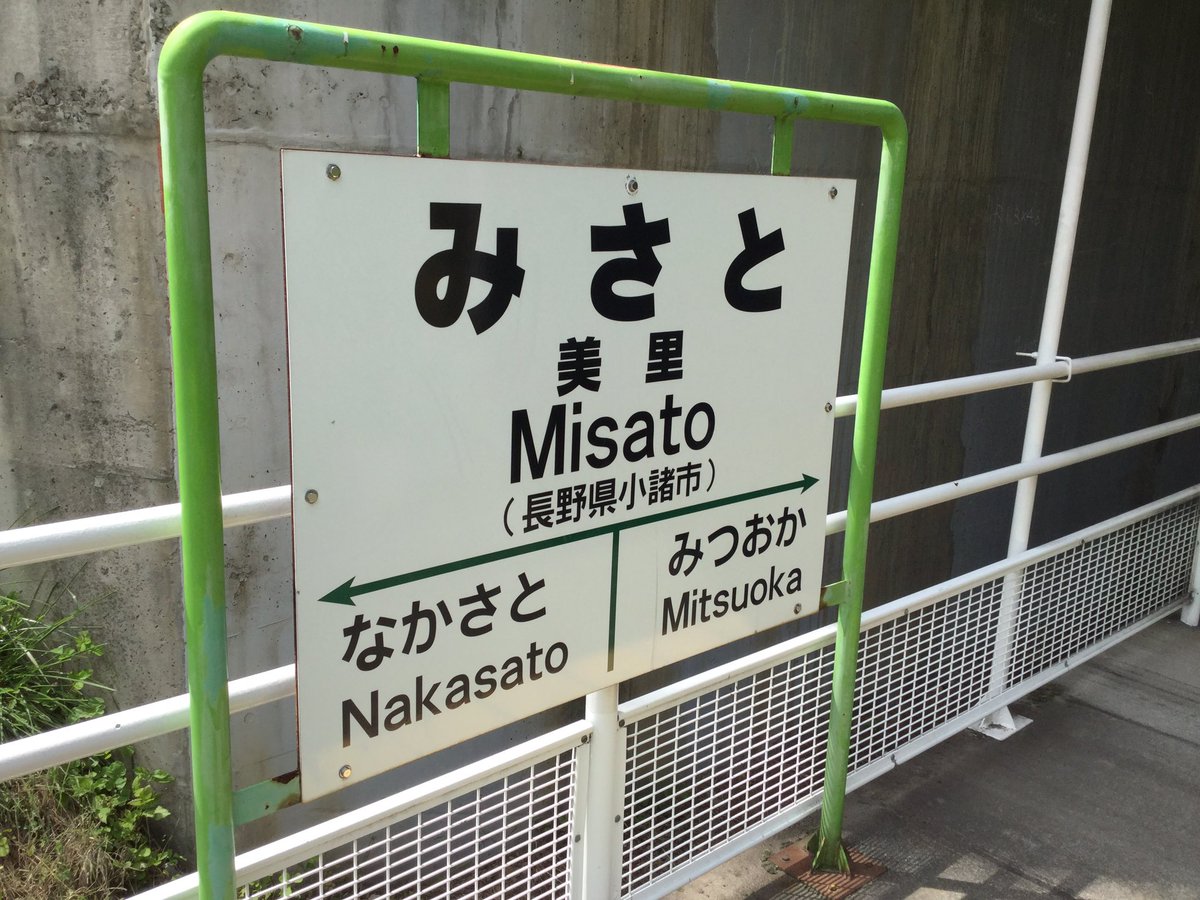 みさと
美里
Misato
（長野県小諸市）
なかさと
Nakasato
みつおか
Mitsuoka